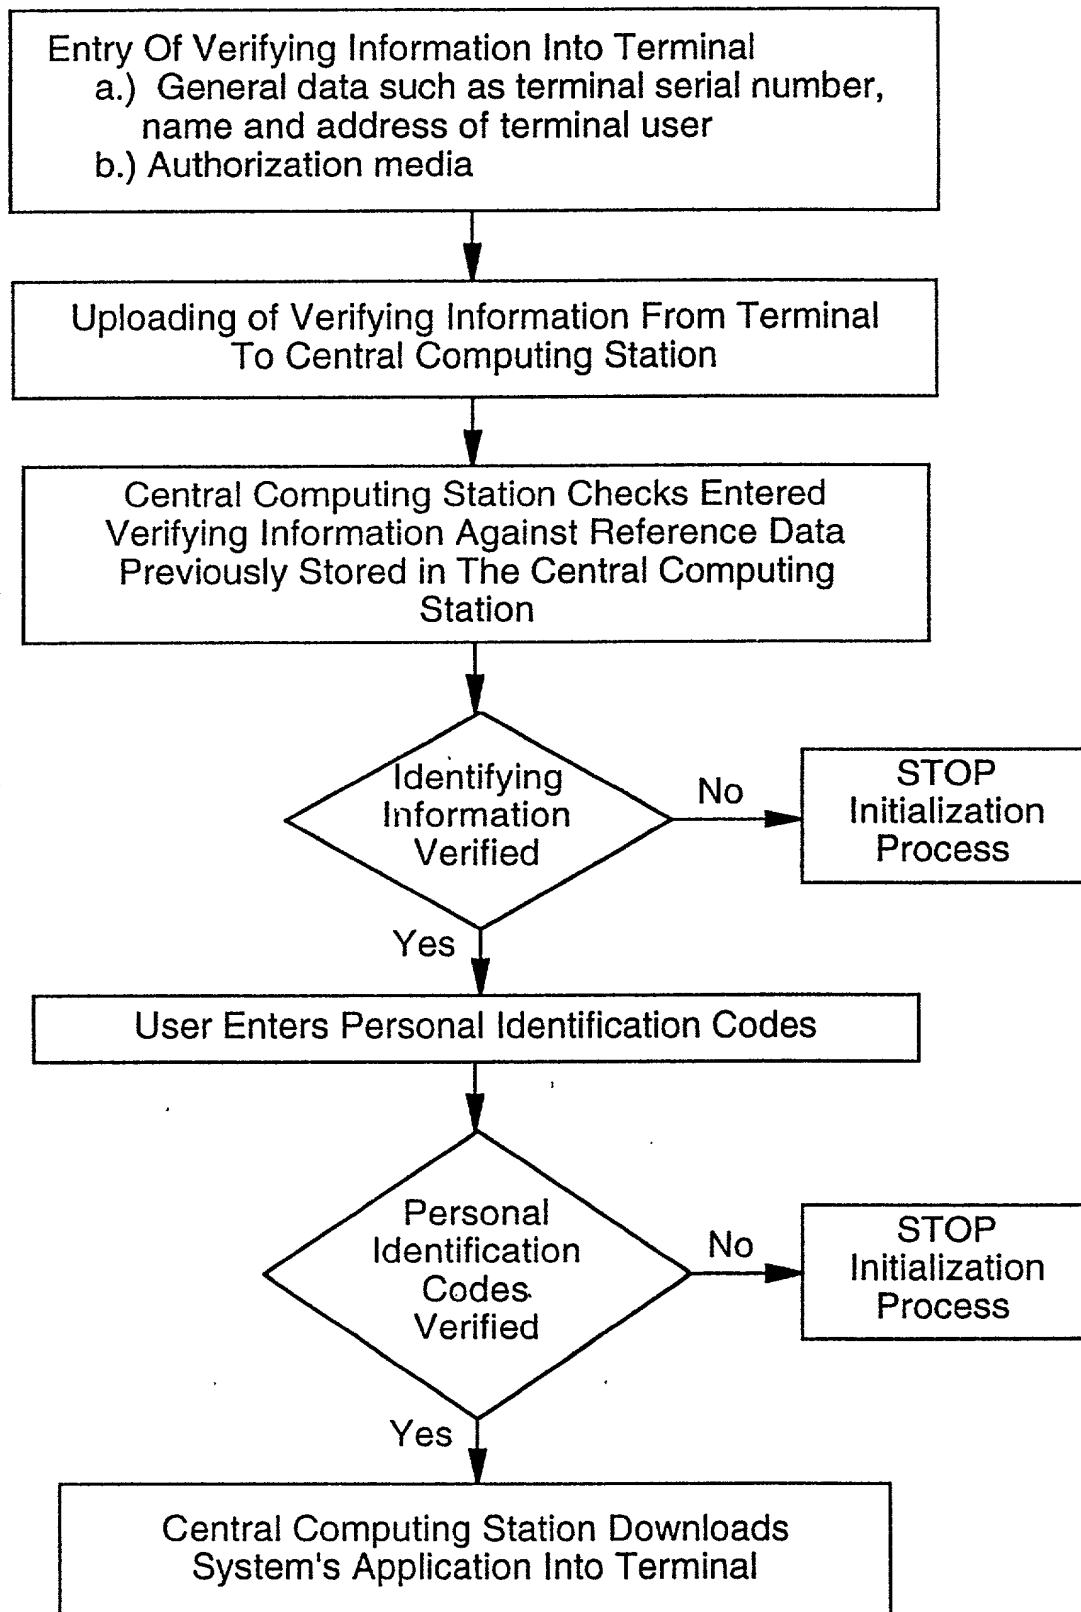 Entry Of Verifying Information Into Terminal
a.) General data such as terminal serial number,
name and address of terminal user
b.) Authorization media
Uploading of Verifying Information From Terminal
To Central Computing Station
Central Computing Station Checks Entered
Verifying Information Against Reference Data
Previously Stored in The Central Computing
Station
Identifying
Information
Verified
No
STOP
Initialization
Process
Yes
User Enters Personal Identification Codes
Personal
Identification
Codes
Verified
No
STOP
Initialization
Process
Yes
Central Computing Station Downloads
System's Application Into Terminal